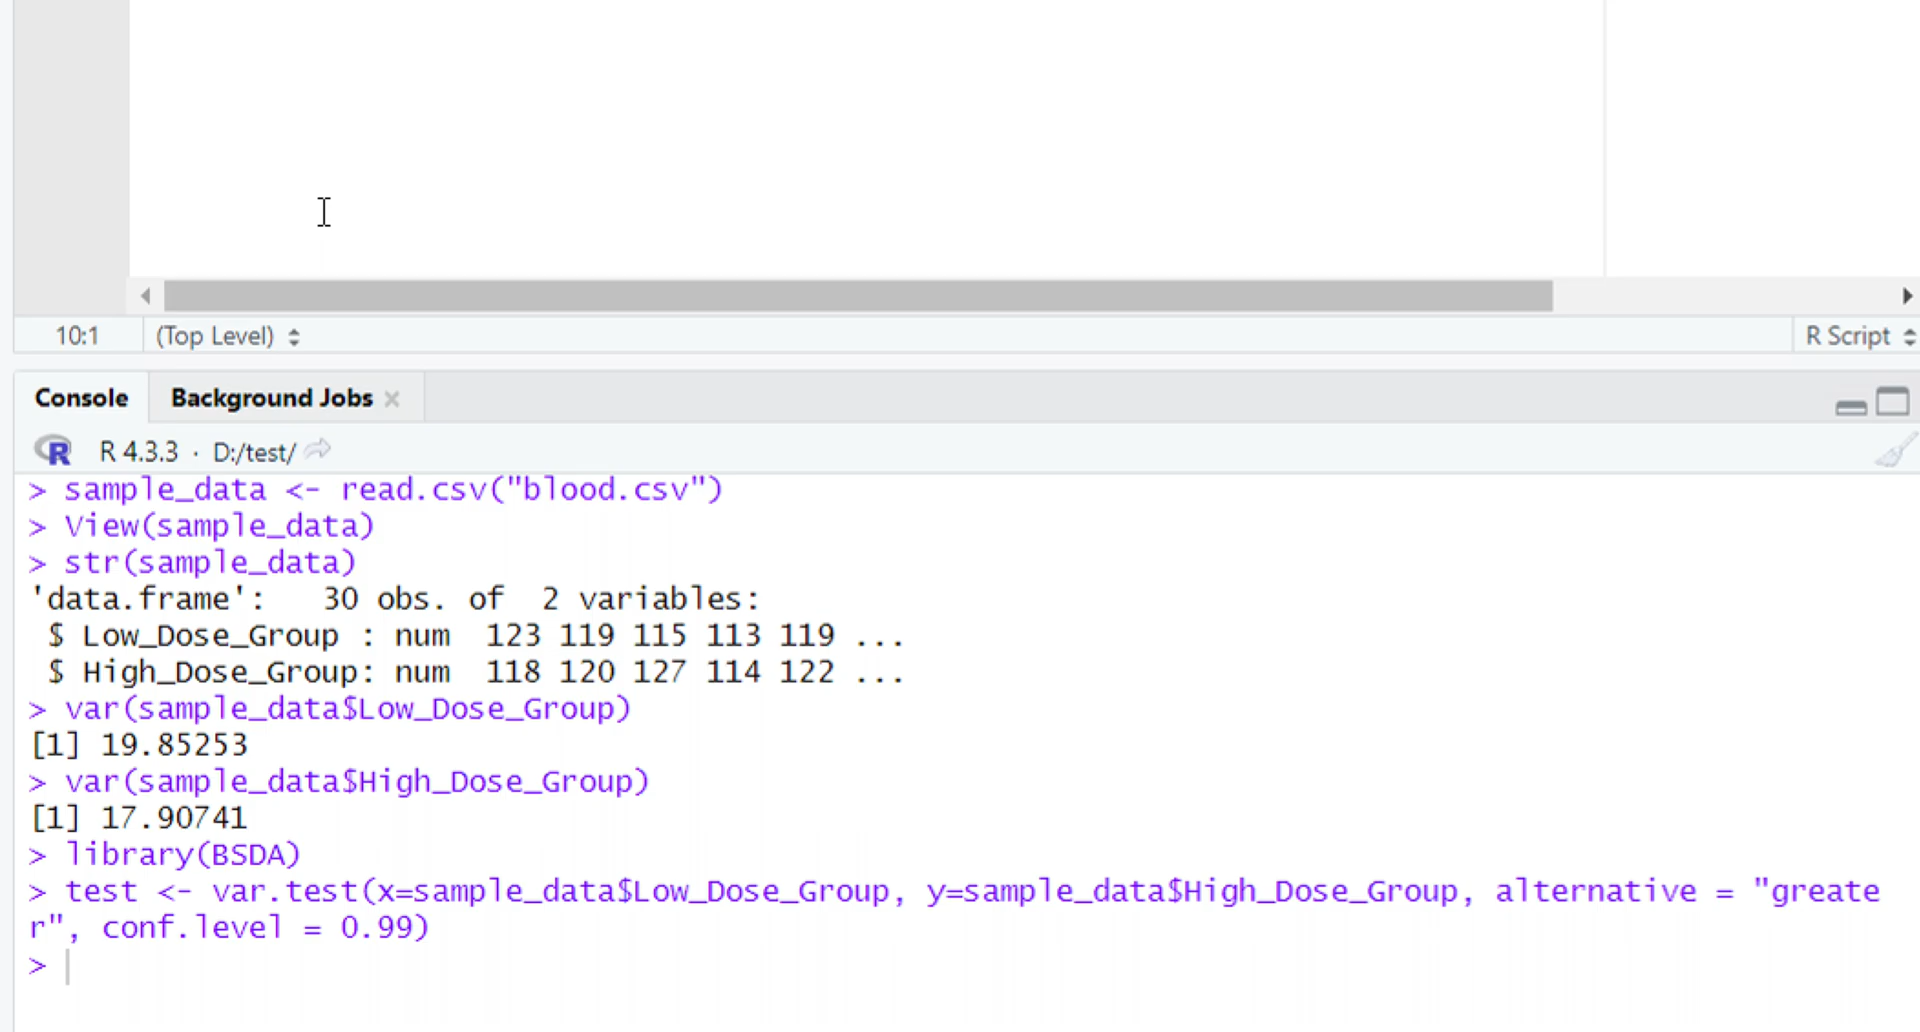 10:1 (Top Level) R Script
Console Background Jobs
R R 4.3.3 · D:/test/
> sample_data <- read.csv("blood.csv")
> View(sample_data)
> str(sample_data)
'data.frame':   30 obs. of  2 variables:
 $ Low_Dose_Group : num  123 119 115 113 119 ...
 $ High_Dose_Group: num  118 120 127 114 122 ...
> var(sample_data$Low_Dose_Group)
[1] 19.85253
> var(sample_data$High_Dose_Group)
[1] 17.90741
> library(BSDA)
> test <- var.test(x=sample_data$Low_Dose_Group, y=sample_data$High_Dose_Group, alternative = "greate
r", conf.level = 0.99)
>